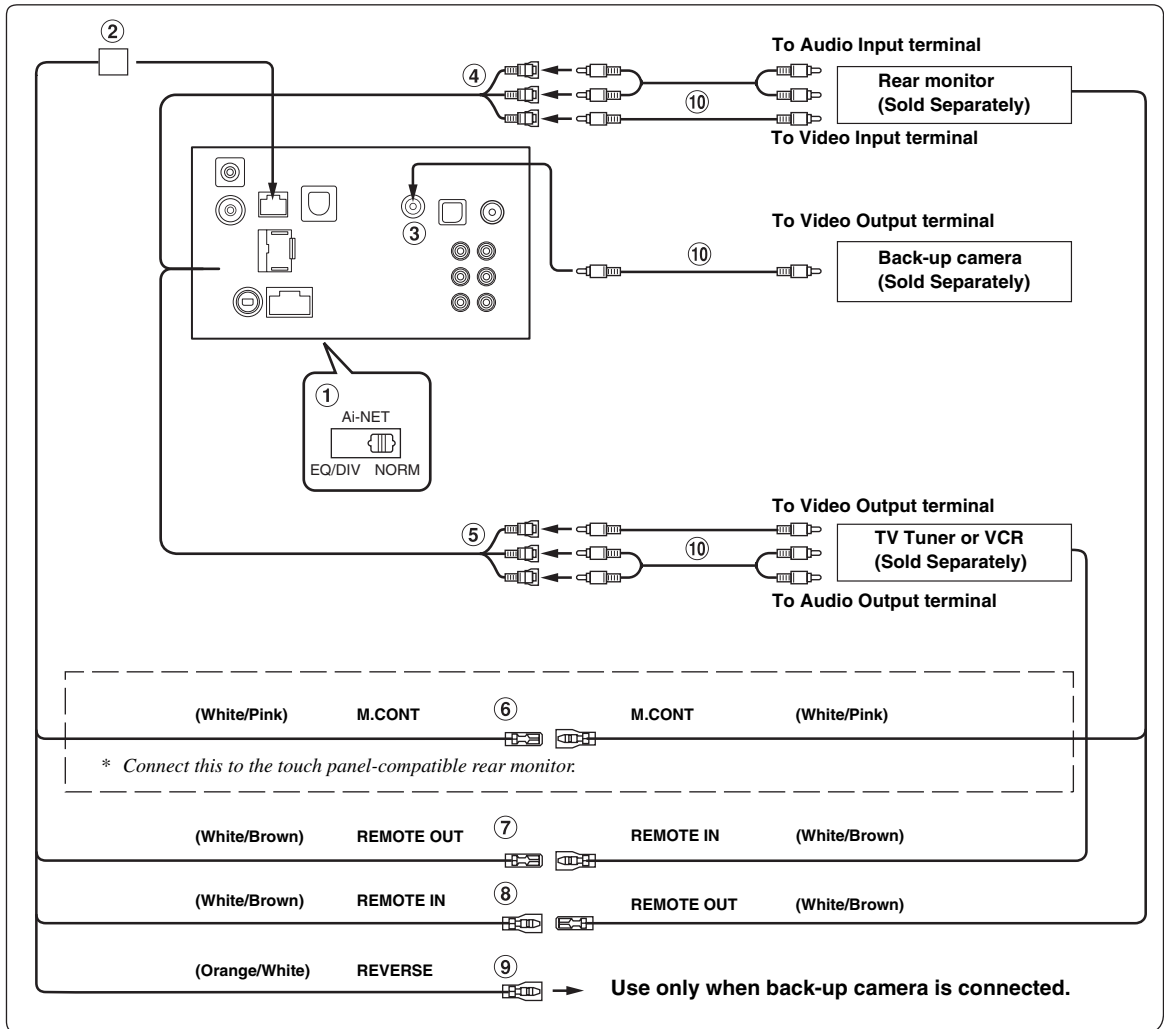 ②
To Audio Input terminal
④
Rear monitor
(Sold Separately)
⑩
To Video Input terminal
③
To Video Output terminal
⑩
Back-up camera
(Sold Separately)
①
Ai-NET
EQ/DIV NORM
To Video Output terminal
⑤
TV Tuner or VCR
(Sold Separately)
⑩
To Audio Output terminal
(White/Pink) M.CONT ⑥ M.CONT (White/Pink)
* Connect this to the touch panel-compatible rear monitor.
(White/Brown) REMOTE OUT ⑦ REMOTE IN (White/Brown)
(White/Brown) REMOTE IN ⑧ REMOTE OUT (White/Brown)
(Orange/White) REVERSE ⑨
Use only when back-up camera is connected.